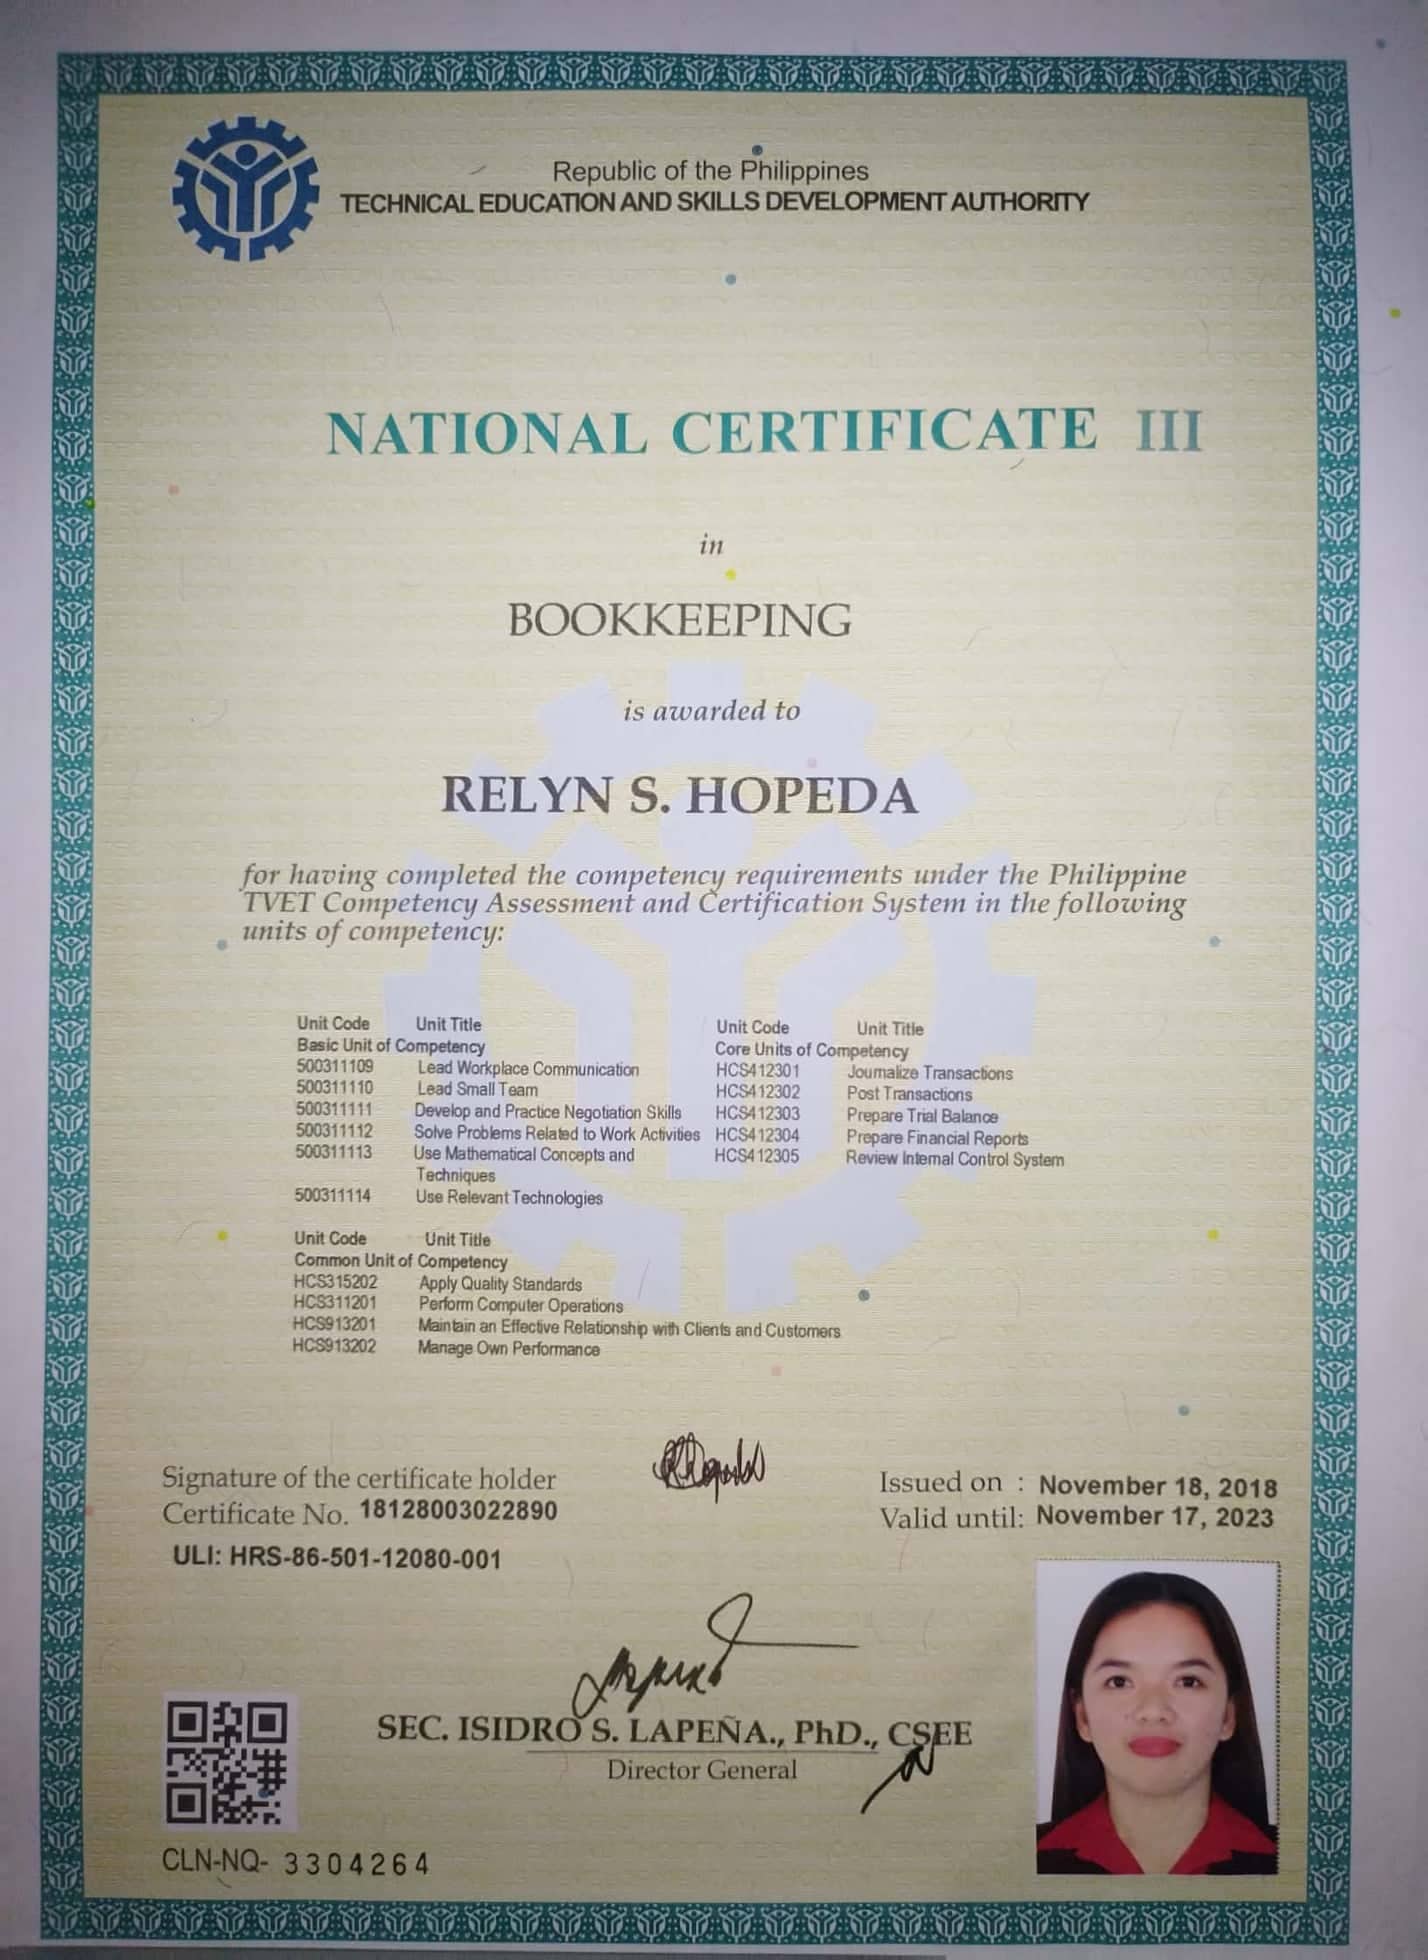 Republic of the Philippines
TECHNICAL EDUCATION AND SKILLS DEVELOPMENT AUTHORITY
NATIONAL CERTIFICATE III
in
BOOKKEEPING
is awarded to
RELYN S. HOPEDA
for having completed the competency requirements under the Philippine
TVET Competency Assessment and Certification System in the following
units of competency:
Unit Code Unit Title
Basic Unit of Competency
500311109 Lead Workplace Communication
500311110 Lead Small Team
500311111 Develop and Practice Negotiation Skills
500311112 Solve Problems Related to Work Activities
500311113 Use Mathematical Concepts and
Techniques
500311114 Use Relevant Technologies
Unit Code Unit Title
Core Units of Competency
HCS412301 Journalize Transactions
HCS412302 Post Transactions
HCS412303 Prepare Trial Balance
HCS412304 Prepare Financial Reports
HCS412305 Review Internal Control System
Unit Code Unit Title
Common Unit of Competency
HCS315202 Apply Quality Standards
HCS311201 Perform Computer Operations
HCS913201 Maintain an Effective Relationship with Clients and Customers
HCS913202 Manage Own Performance
Signature of the certificate holder
Certificate No. 18128003022890
ULI: HRS-86-501-12080-001
Issued on : November 18, 2018
Valid until: November 17, 2023
SEC. ISIDRO S. LAPEÑA., PhD., CSEE
Director General
CLN-NQ- 3304264